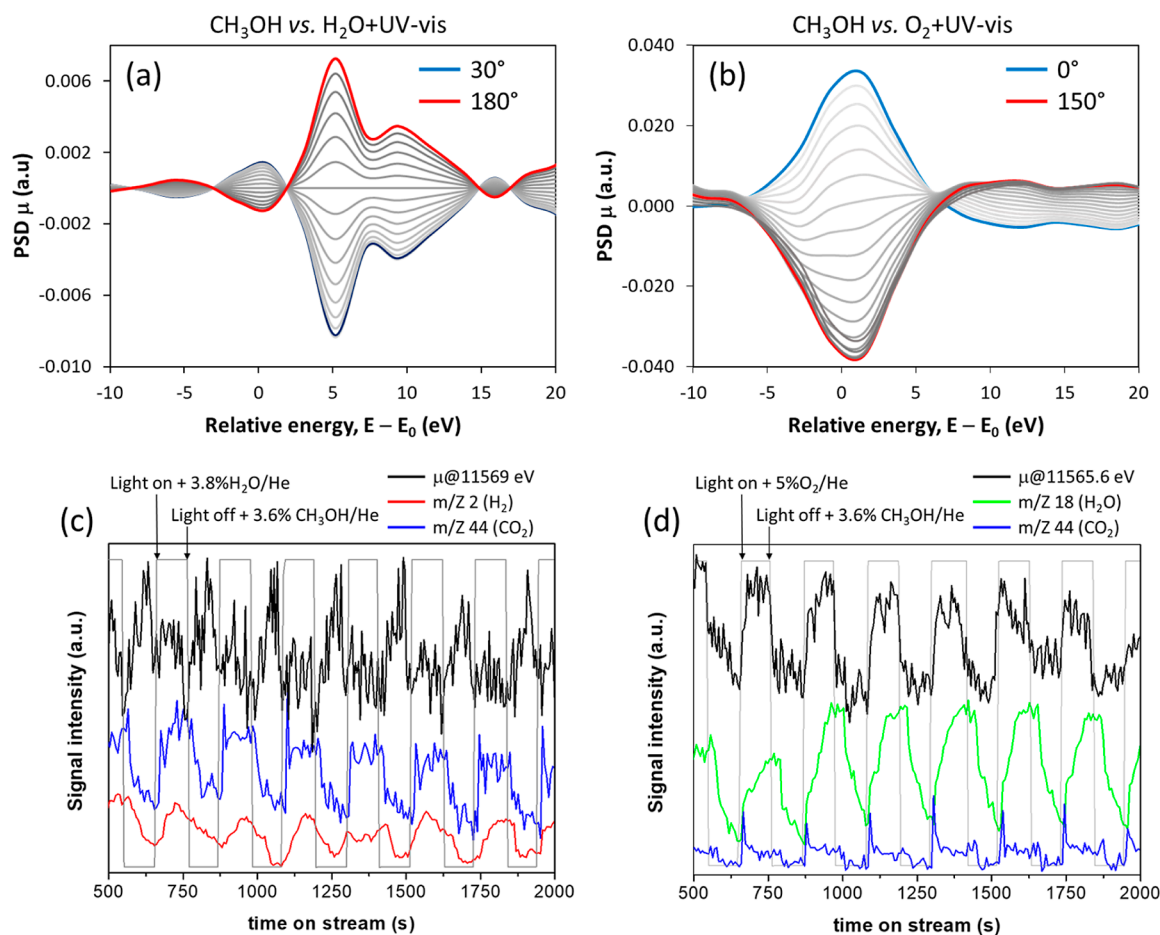 CH₃OH vs. H₂O+UV-vis
(a)
30°
180°
PSD μ (a.u)
0.006
0.002
-0.002
-0.006
-0.010
-10 -5 0 5 10 15 20
Relative energy, E – E₀ (eV)
CH₃OH vs. O₂+UV-vis
(b)
0°
150°
PSD μ (a.u.)
0.040
0.020
0.000
-0.020
-0.040
-10 -5 0 5 10 15 20
Relative energy, E – E₀ (eV)
Light on + 3.8%H₂O/He
Light off + 3.6% CH₃OH/He
μ@11569 eV
m/Z 2 (H₂)
m/Z 44 (CO₂)
(c)
Signal intensity (a.u.)
500 750 1000 1250 1500 1750 2000
time on stream (s)
Light on + 5%O₂/He
Light off + 3.6% CH₃OH/He
μ@11565.6 eV
m/Z 18 (H₂O)
m/Z 44 (CO₂)
(d)
Signal intensity (a.u.)
500 750 1000 1250 1500 1750 2000
time on stream (s)